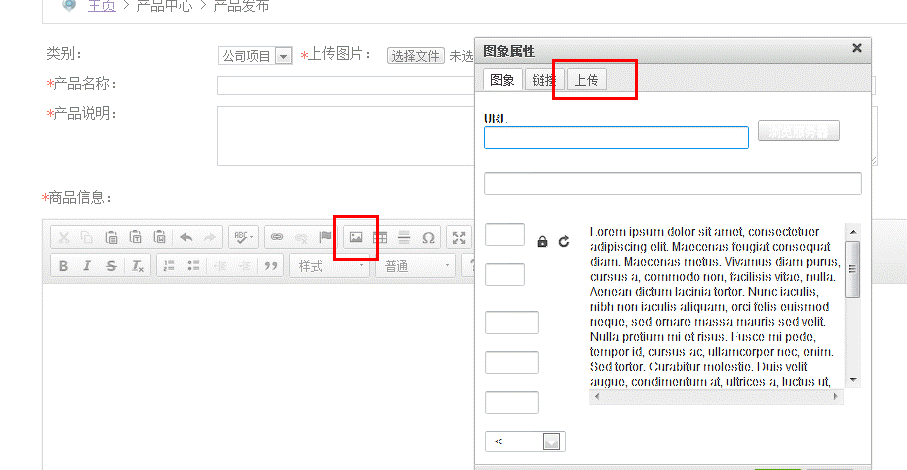 主页 > 产品中心 > 产品发布
类别：
公司项目
*上传图片：
选择文件 未选
*产品名称：
*产品说明：
*商品信息：
ABC
Ω
B I S Ix
样式
普通
?
图象属性
图象
链接
上传
URL
浏览服务器
Lorem ipsum dolor sit amet, consectetuer
adipiscing elit. Maecenas feugiat consequat
diam. Maecenas metus. Vivamus diam purus,
cursus a, commodo non, facilisis vitae, nulla.
Aenean dictum lacinia tortor. Nunc iaculis,
nibh non iaculis aliquam, orci felis euismod
neque, sed ornare massa mauris sed velit.
Nulla pretium mi et risus. Fusce mi pede,
tempor id, cursus ac, ullamcorper nec, enim.
Sed tortor. Curabitur molestie. Duis velit
augue, condimentum at, ultrices a, luctus ut,
<